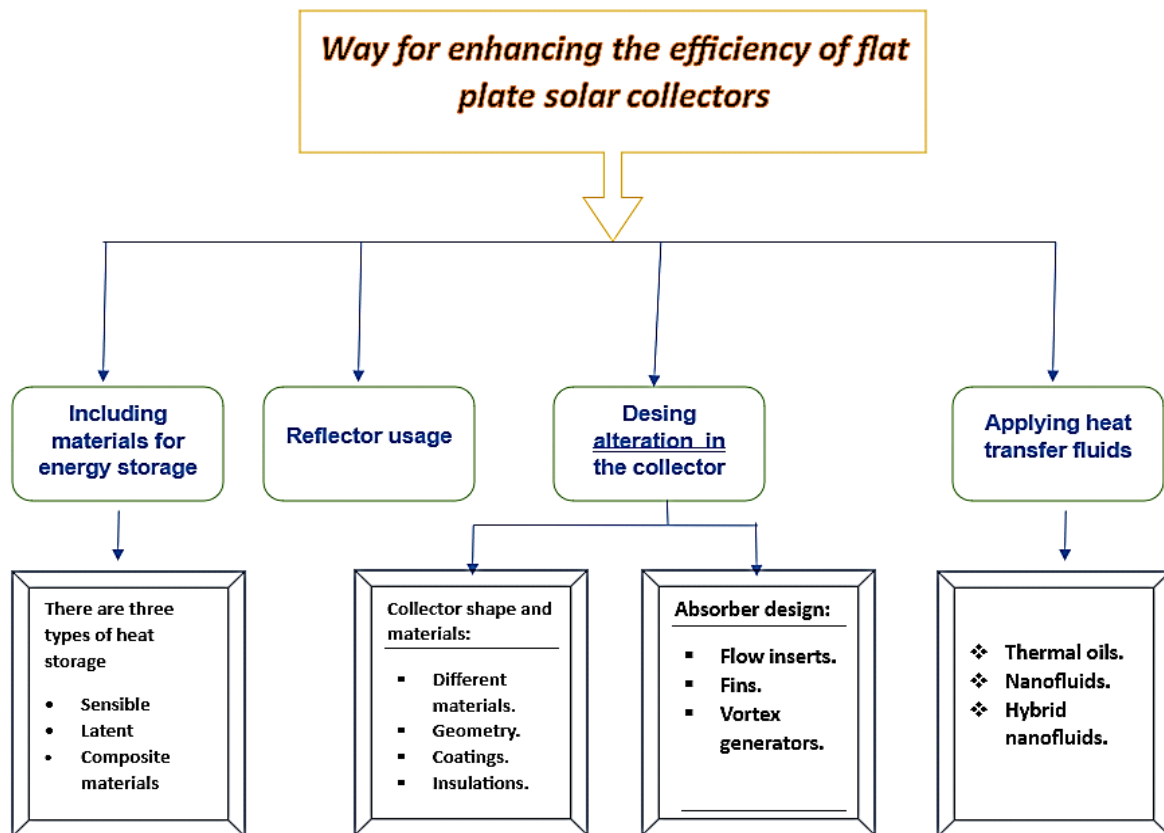 Way for enhancing the efficiency of flat
plate solar collectors
Including
materials for
energy storage
Reflector usage
Desing
alteration in
the collector
Applying heat
transfer fluids
There are three
types of heat
storage
• Sensible
• Latent
• Composite
materials
Collector shape and
materials:
▪ Different
materials.
▪ Geometry.
▪ Coatings.
▪ Insulations.
Absorber design:
▪ Flow inserts.
▪ Fins.
▪ Vortex
generators.
❖ Thermal oils.
❖ Nanofluids.
❖ Hybrid
nanofluids.